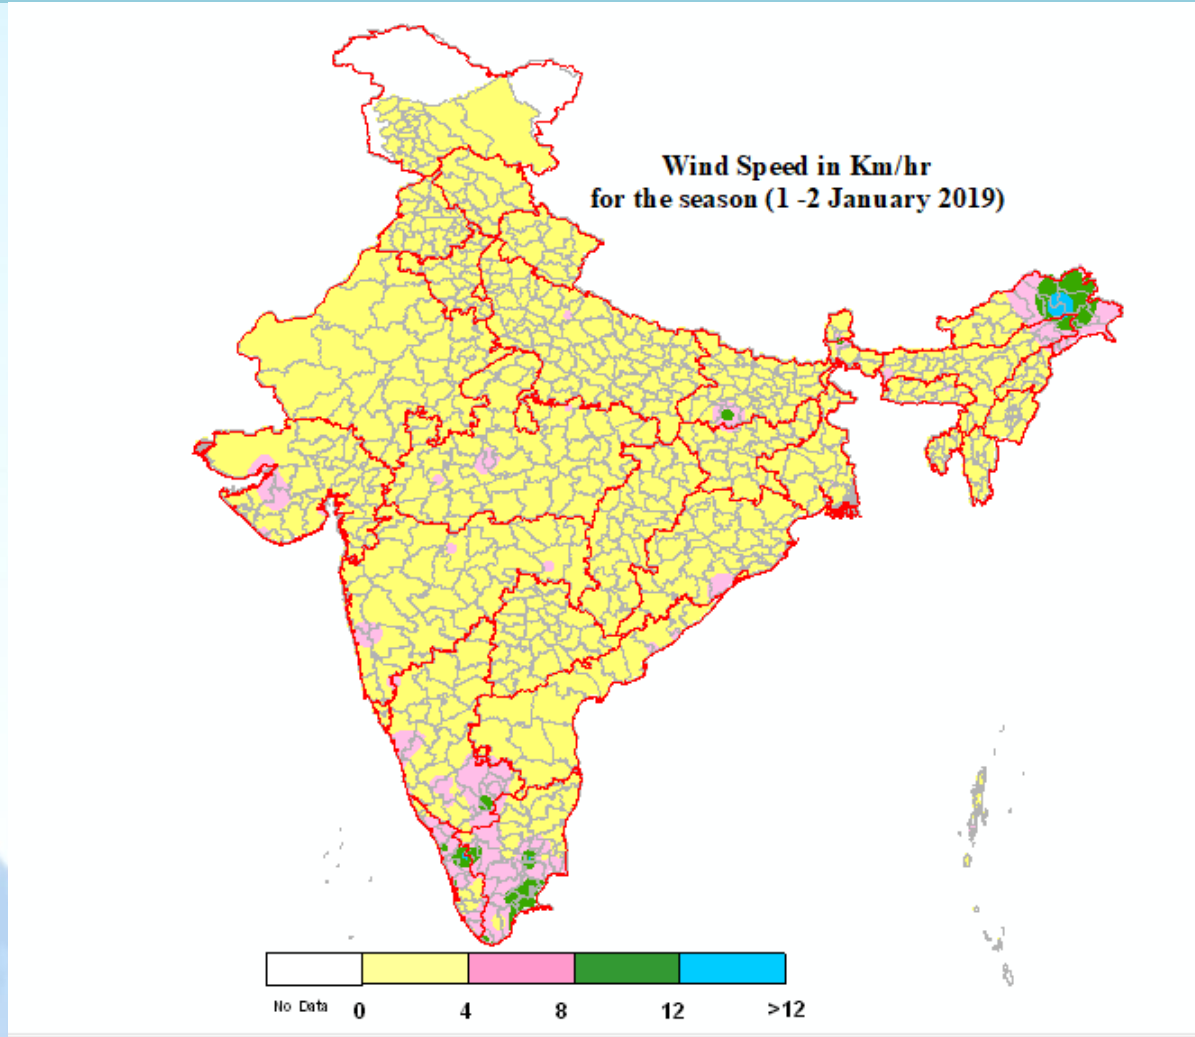 Wind Speed in Km/hr
for the season (1 -2 January 2019)
No Data 0 4 8 12 >12